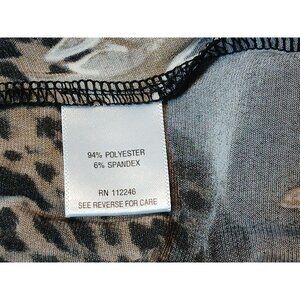 94% POLYESTER
6% SPANDEX
RN 112246
SEE REVERSE FOR CARE